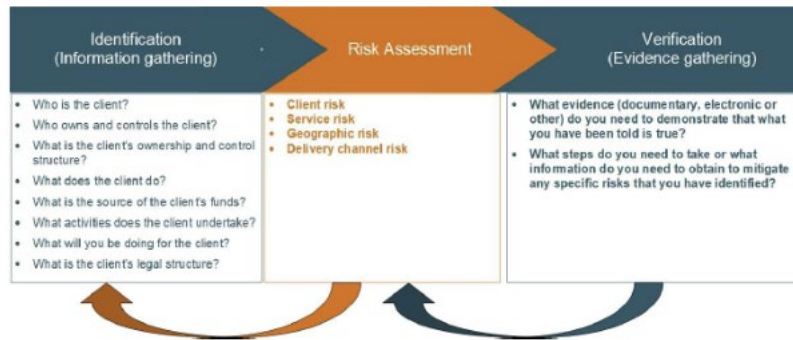 Identification
(Information gathering)
Risk Assessment
Verification
(Evidence gathering)
• Who is the client?
• Who owns and controls the client?
• What is the client's ownership and control
structure?
• What does the client do?
• What is the source of the client's funds?
• What activities does the client undertake?
• What will you be doing for the client?
• What is the client's legal structure?
• Client risk
• Service risk
• Geographic risk
• Delivery channel risk
• What evidence (documentary, electronic or
other) do you need to demonstrate that what
you have been told is true?
• What steps do you need to take or what
information do you need to obtain to mitigate
any specific risks that you have identified?